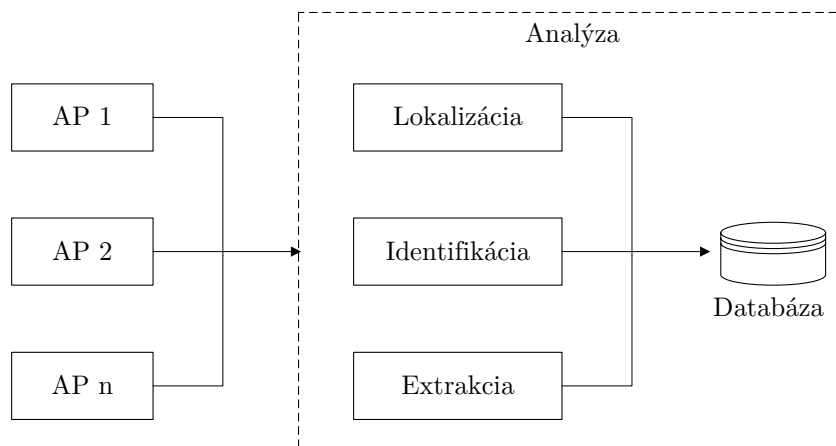 Analýza
AP 1
Lokalizácia
AP 2
Identifikácia
Databáza
AP n
Extrakcia